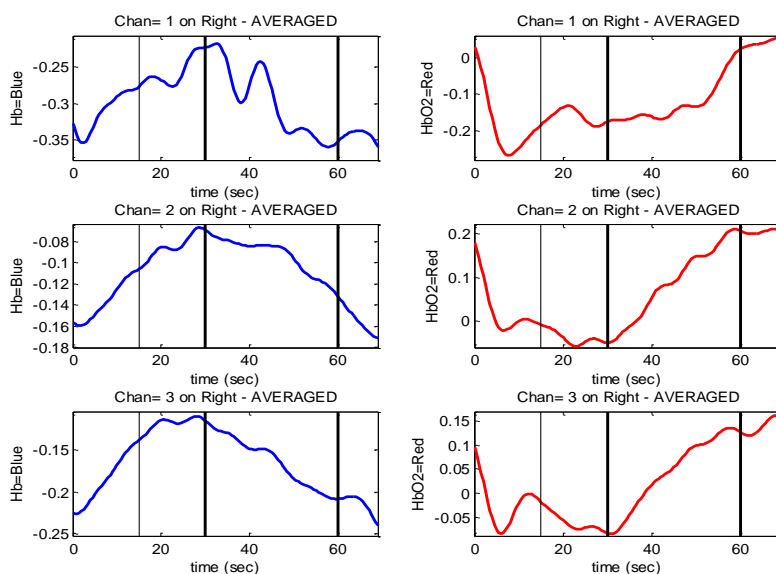 Chan= 1 on Right - AVERAGED
Hb=Blue
-0.25
-0.3
-0.35
0 20 40 60
time (sec)
Chan= 1 on Right - AVERAGED
HbO2=Red
0
-0.1
-0.2
0 20 40 60
time (sec)
Chan= 2 on Right - AVERAGED
Hb=Blue
-0.08
-0.1
-0.12
-0.14
-0.16
-0.18
0 20 40 60
time (sec)
Chan= 2 on Right - AVERAGED
HbO2=Red
0.2
0.1
0
0 20 40 60
time (sec)
Chan= 3 on Right - AVERAGED
Hb=Blue
-0.15
-0.2
-0.25
0 20 40 60
time (sec)
Chan= 3 on Right - AVERAGED
HbO2=Red
0.15
0.1
0.05
0
-0.05
0 20 40 60
time (sec)